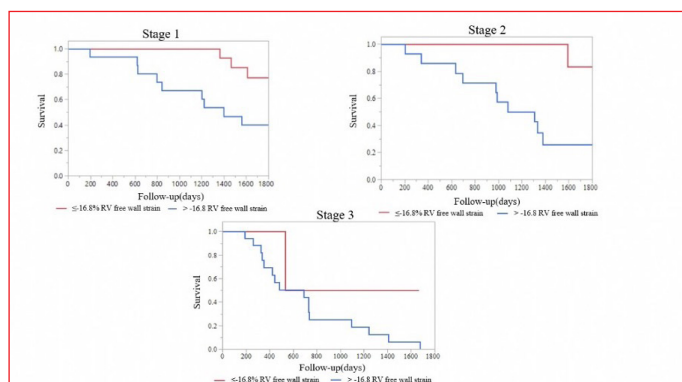 Stage 1
1.0
0.8
0.6
0.4
0.2
0.0
Survival
0 200 400 600 800 1000 1200 1400 1600 1800
Follow-up(days)
≤-16.8% RV free wall strain > -16.8 RV free wall strain
Stage 2
1.0
0.8
0.6
0.4
0.2
0.0
Survival
0 200 400 600 800 1000 1200 1400 1600 1800
Follow-up(days)
≤-16.8% RV free wall strain > -16.8 RV free wall strain
Stage 3
1.0
0.8
0.6
0.4
0.2
0.0
Survival
0 200 400 600 800 1000 1200 1400 1600 1800
Follow-up(days)
≤-16.8% RV free wall strain > -16.8 RV free wall strain